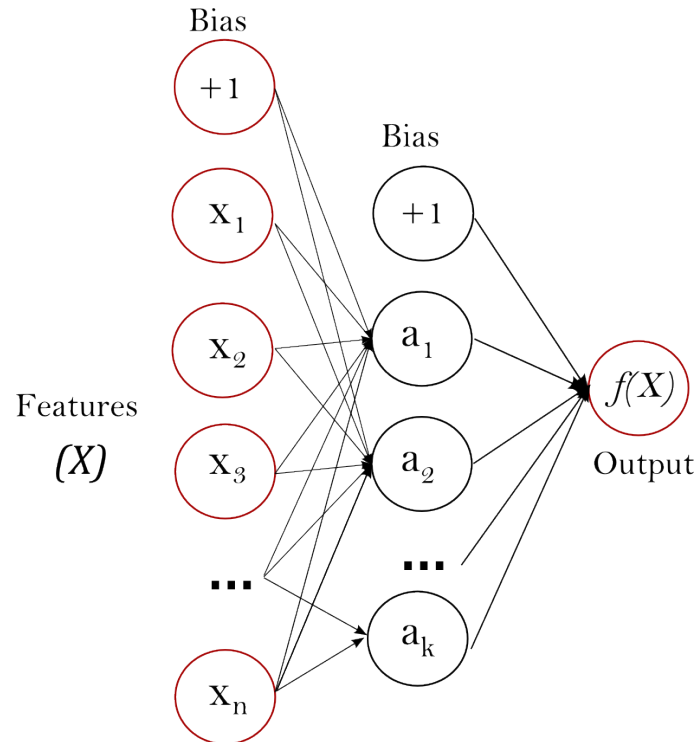 Bias
+1
x1
x2
x3
...
xn
Features
(X)
Bias
+1
a1
a2
...
ak
f(X)
Output